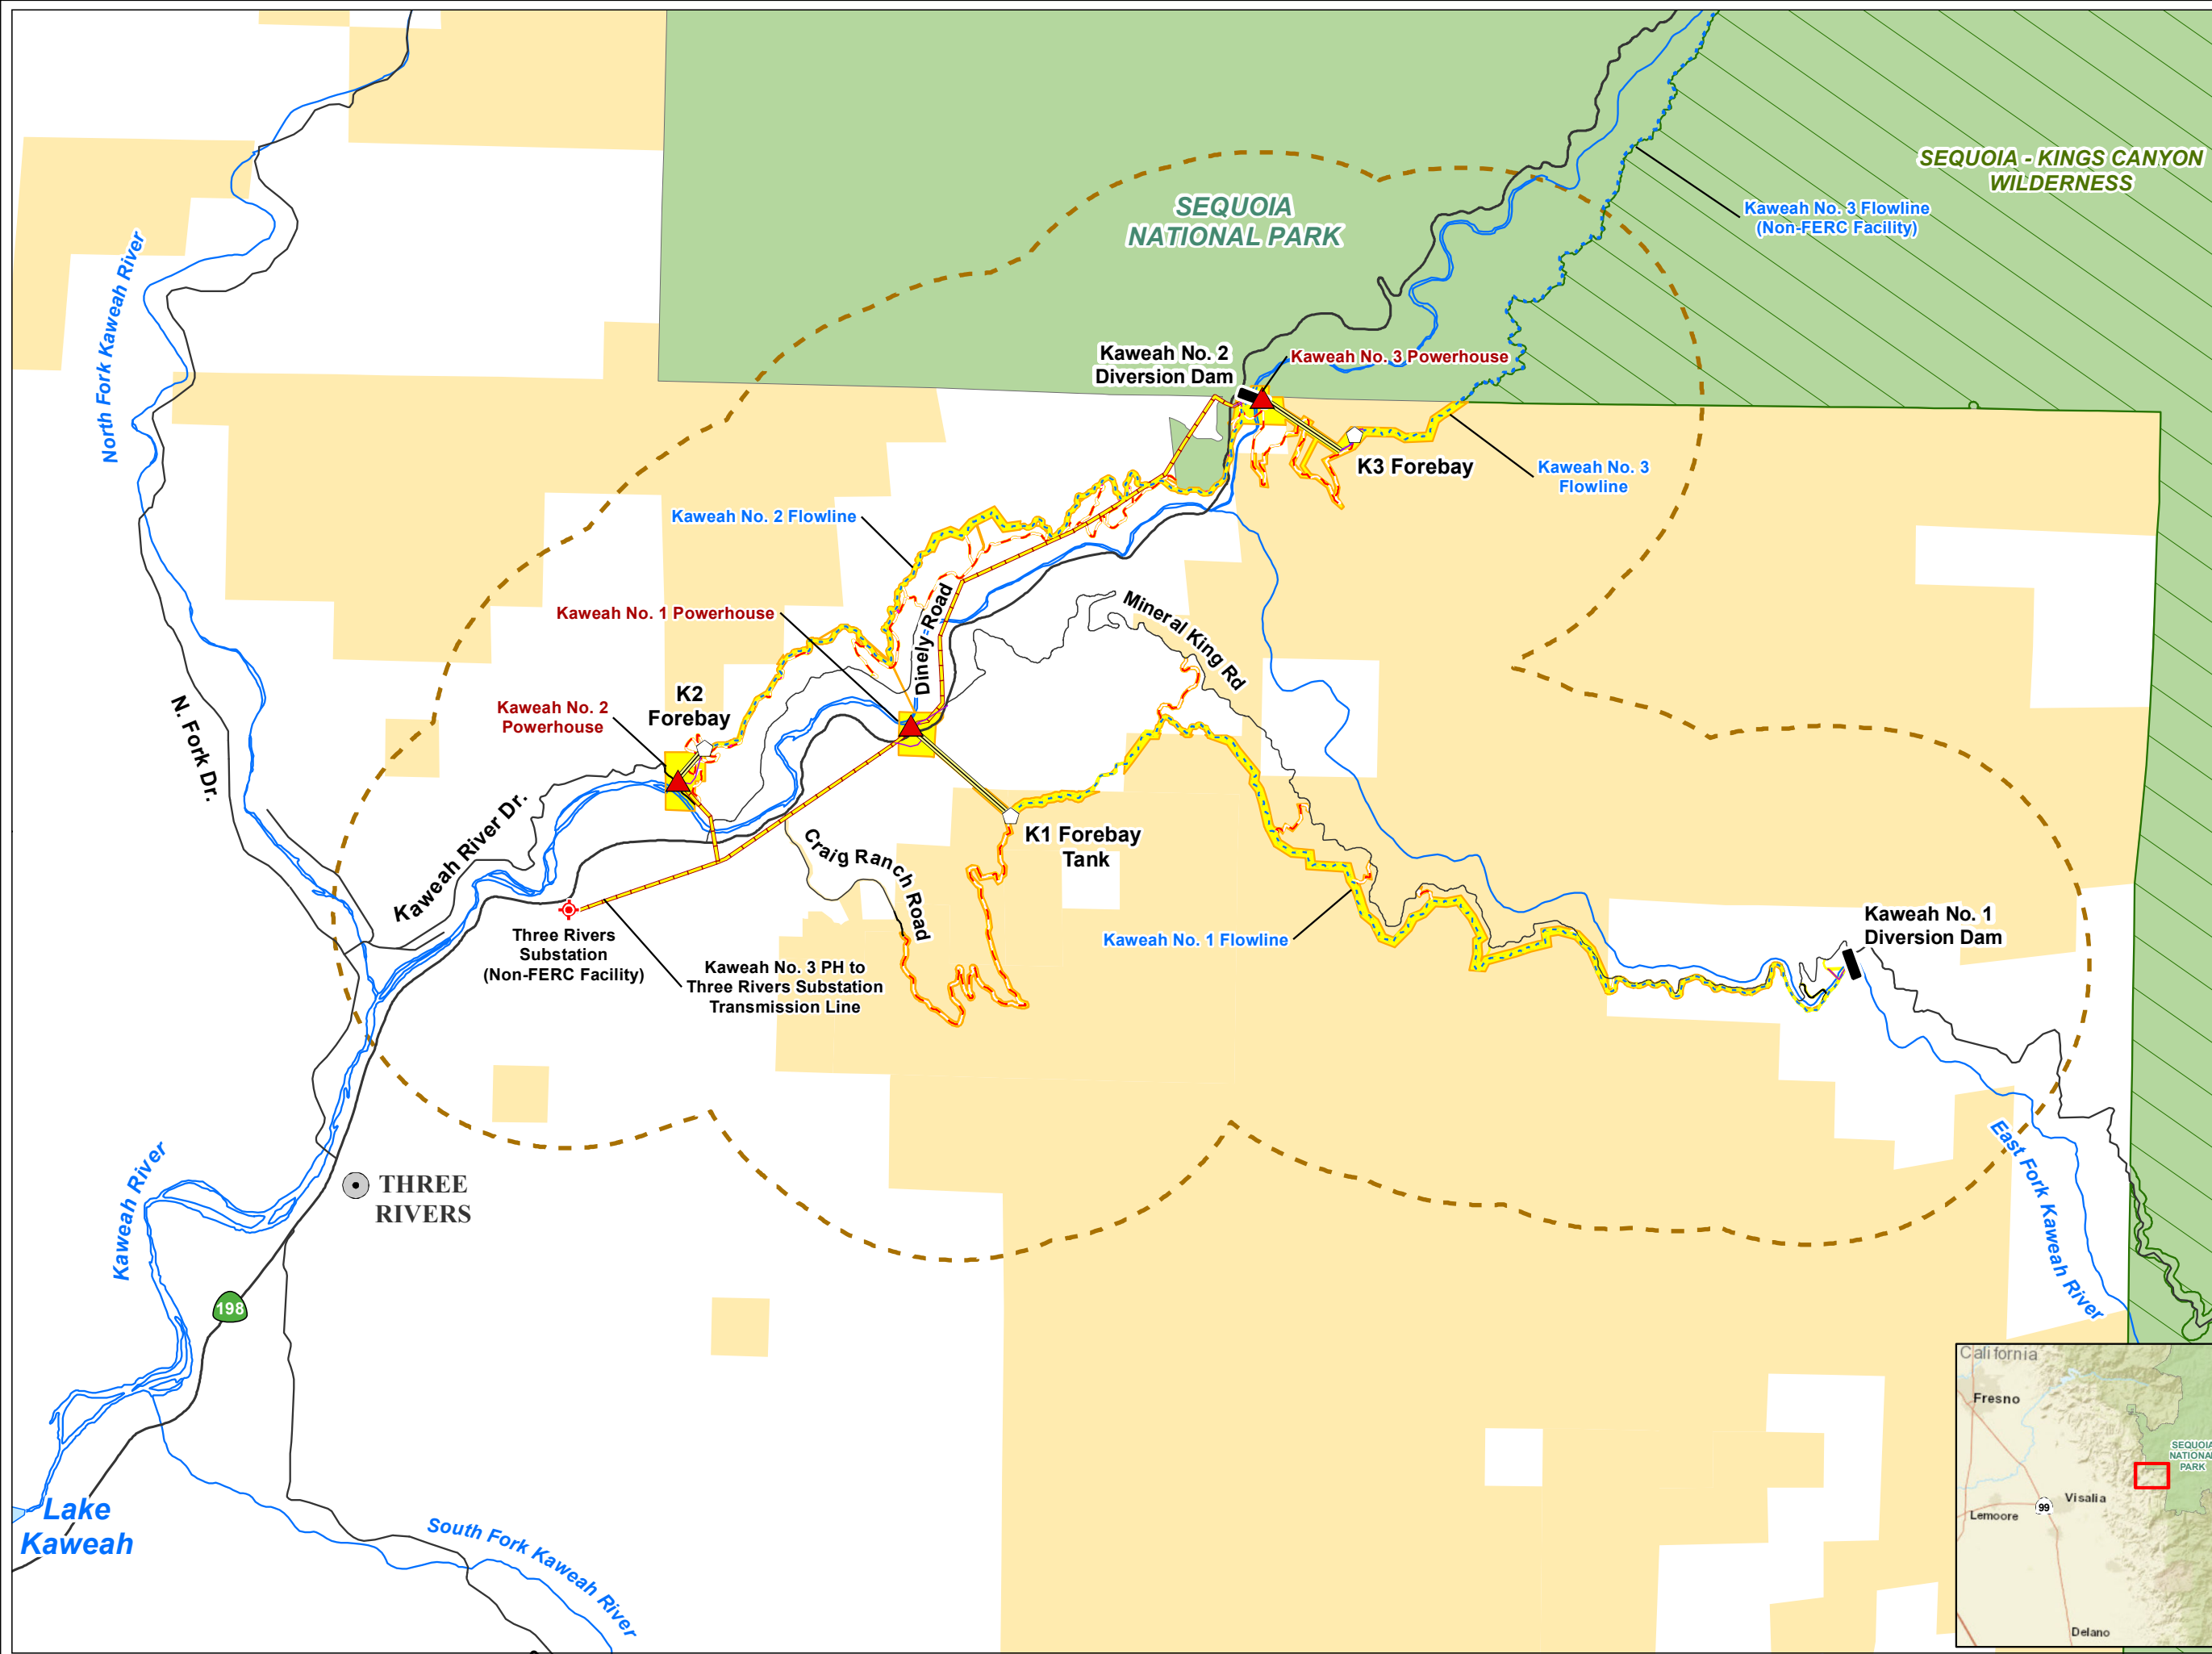 SEQUOIA - KINGS CANYON
WILDERNESS
SEQUOIA
NATIONAL PARK
Kaweah No. 3 Flowline
(Non-FERC Facility)
North Fork Kaweah River
Kaweah No. 2
Diversion Dam
Kaweah No. 3 Powerhouse
K3 Forebay
Kaweah No. 3
Flowline
Kaweah No. 2 Flowline
Dinely Road
Mineral King Rd
Kaweah No. 1 Powerhouse
K2
Forebay
Kaweah No. 2
Powerhouse
N. Fork Dr.
Kaweah River Dr.
Craig Ranch Road
K1 Forebay
Tank
Kaweah No. 1
Diversion Dam
Kaweah No. 1 Flowline
Three Rivers
Substation
(Non-FERC Facility)
Kaweah No. 3 PH to
Three Rivers Substation
Transmission Line
East Fork Kaweah River
Kaweah River
THREE
RIVERS
198
Lake
Kaweah
South Fork Kaweah River
California
Fresno
SEQUOIA
NATIONAL
PARK
Visalia
99
Lemoore
Delano